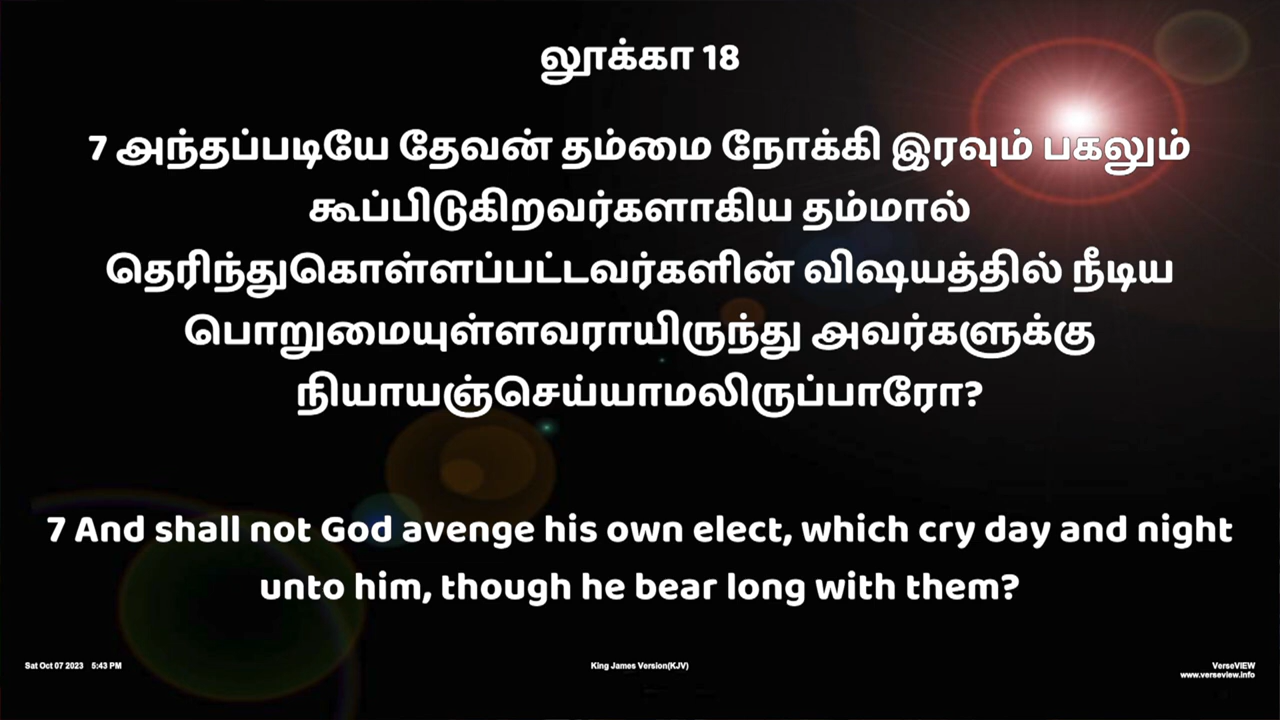 லூக்கா 18
7 அந்தப்படியே தேவன் தம்மை நோக்கி இரவும் பகலும்
கூப்பிடுகிறவர்களாகிய தம்மால்
தெரிந்துகொள்ளப்பட்டவர்களின் விஷயத்தில் நீடிய
பொறுமையுள்ளவராயிருந்து அவர்களுக்கு
நியாயஞ்செய்யாமலிருப்பாரோ?
7 And shall not God avenge his own elect, which cry day and night
unto him, though he bear long with them?
Sat Oct 07 2023 5:43 PM
King James Version(KJV)
VerseVIEW
www.verseview.info